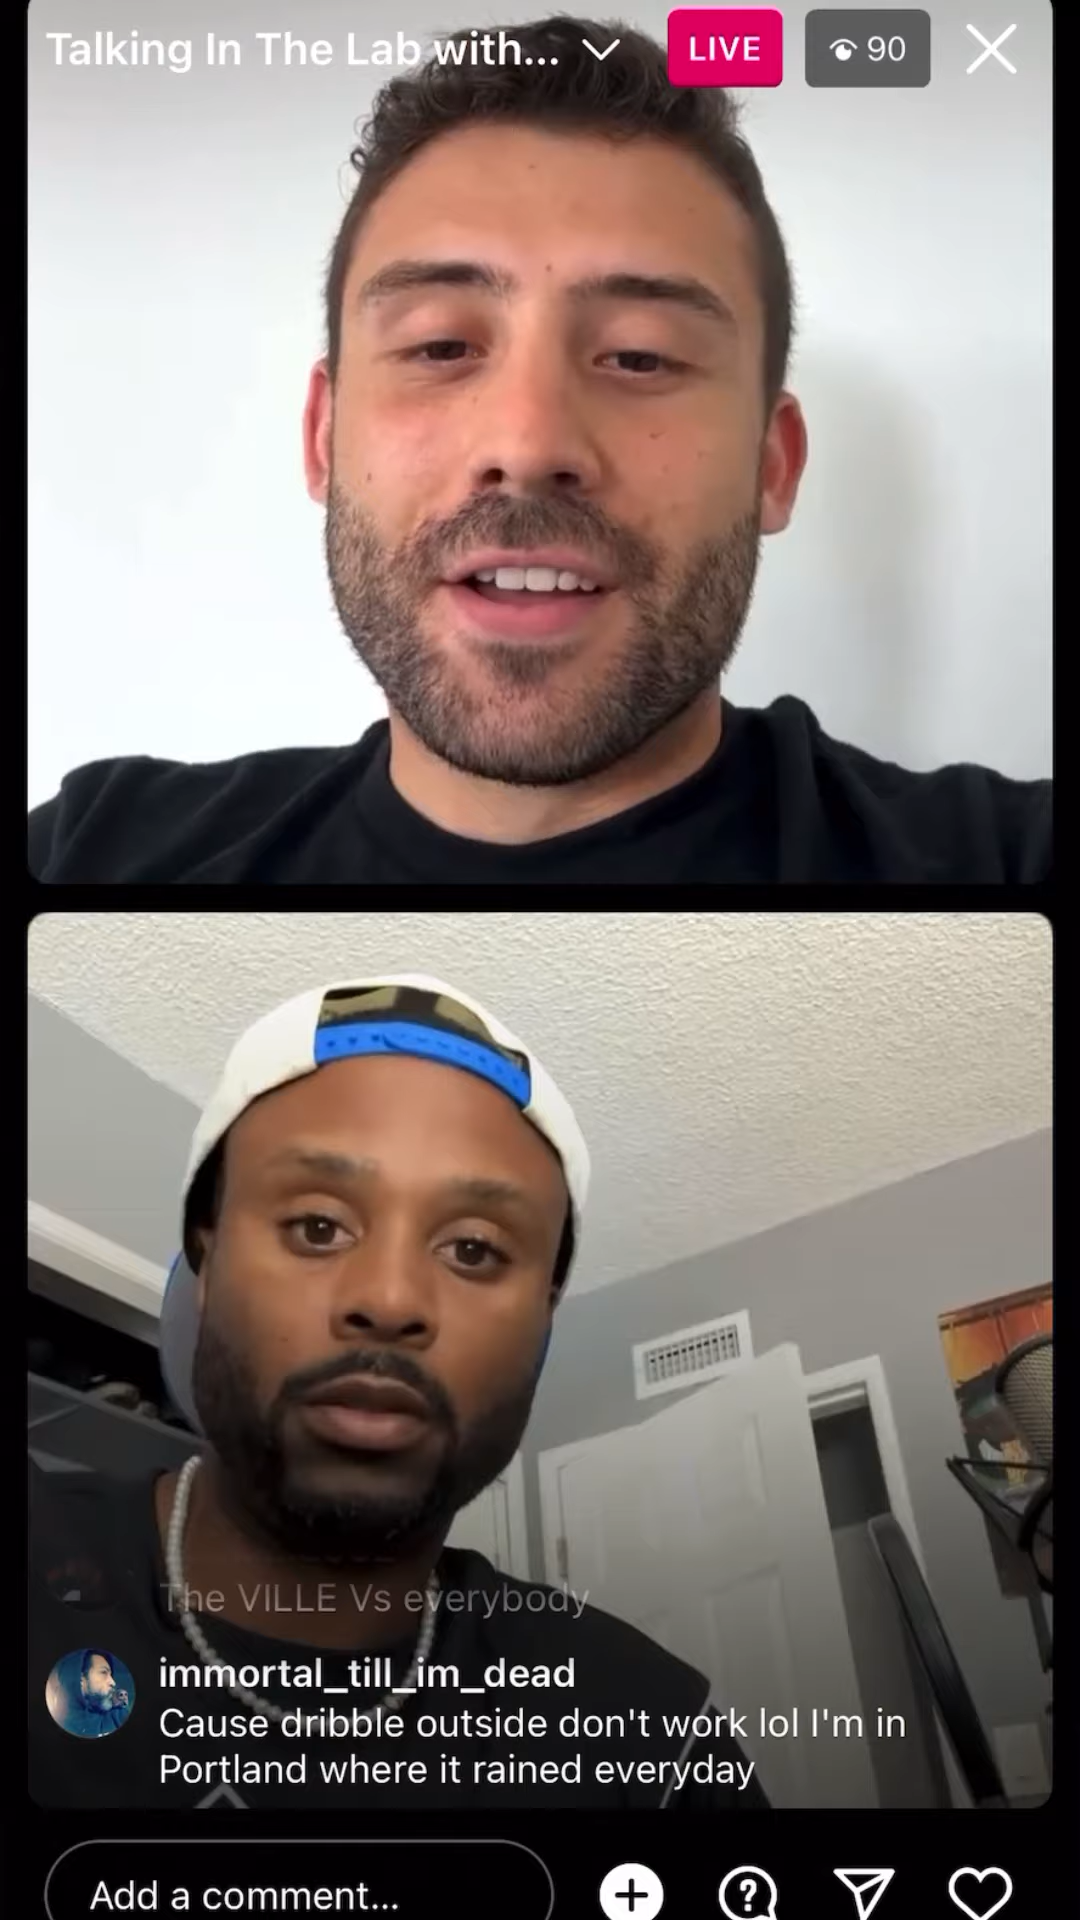 Talking In The Lab with...
LIVE
90
The VILLE Vs everybody
immortal_till_im_dead
Cause dribble outside don't work lol I'm in
Portland where it rained everyday
Add a comment...